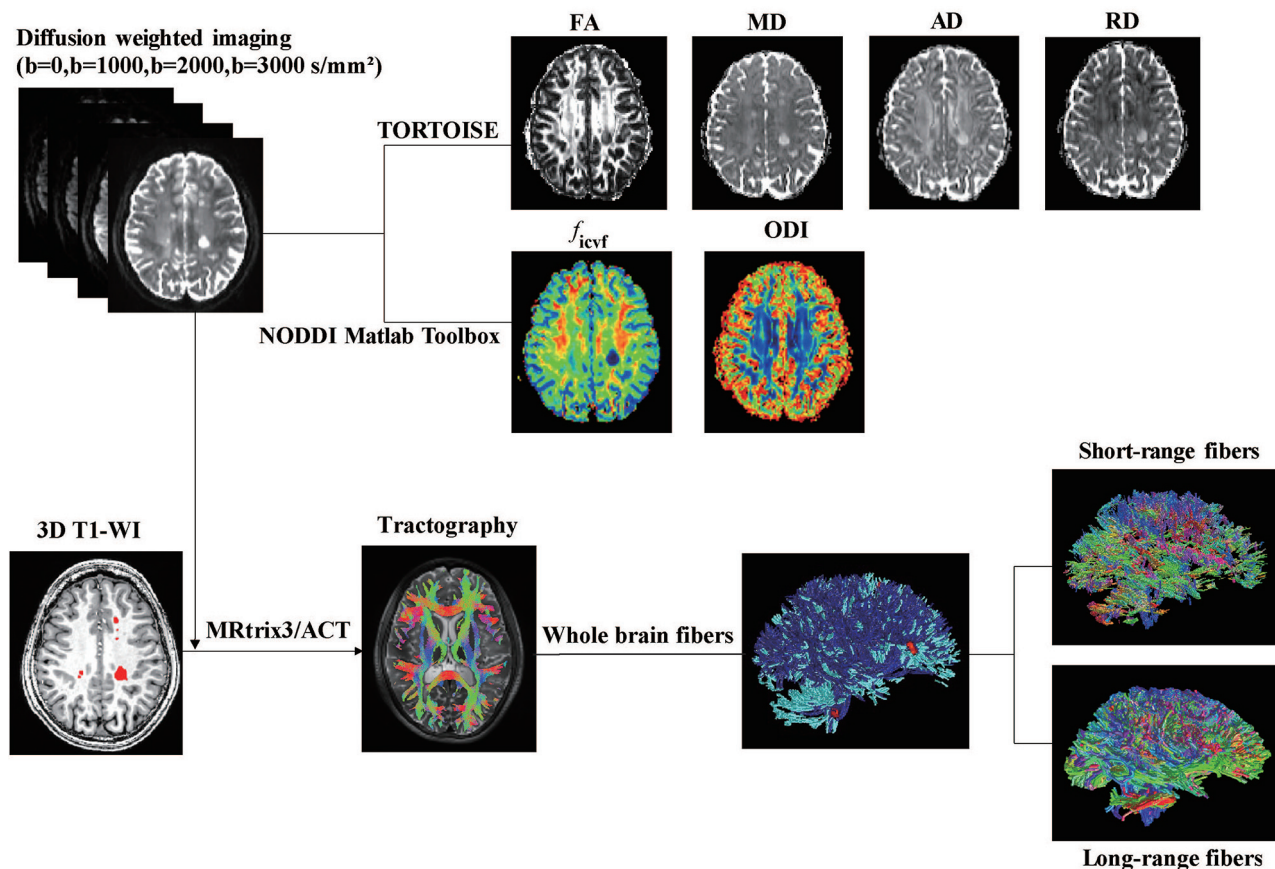 FA
MD
AD
RD
Diffusion weighted imaging
(b=0,b=1000,b=2000,b=3000 s/mm²)
TORTOISE
ficvf
ODI
NODDI Matlab Toolbox
Short-range fibers
3D T1-WI
Tractography
MRtrix3/ACT
Whole brain fibers
Long-range fibers